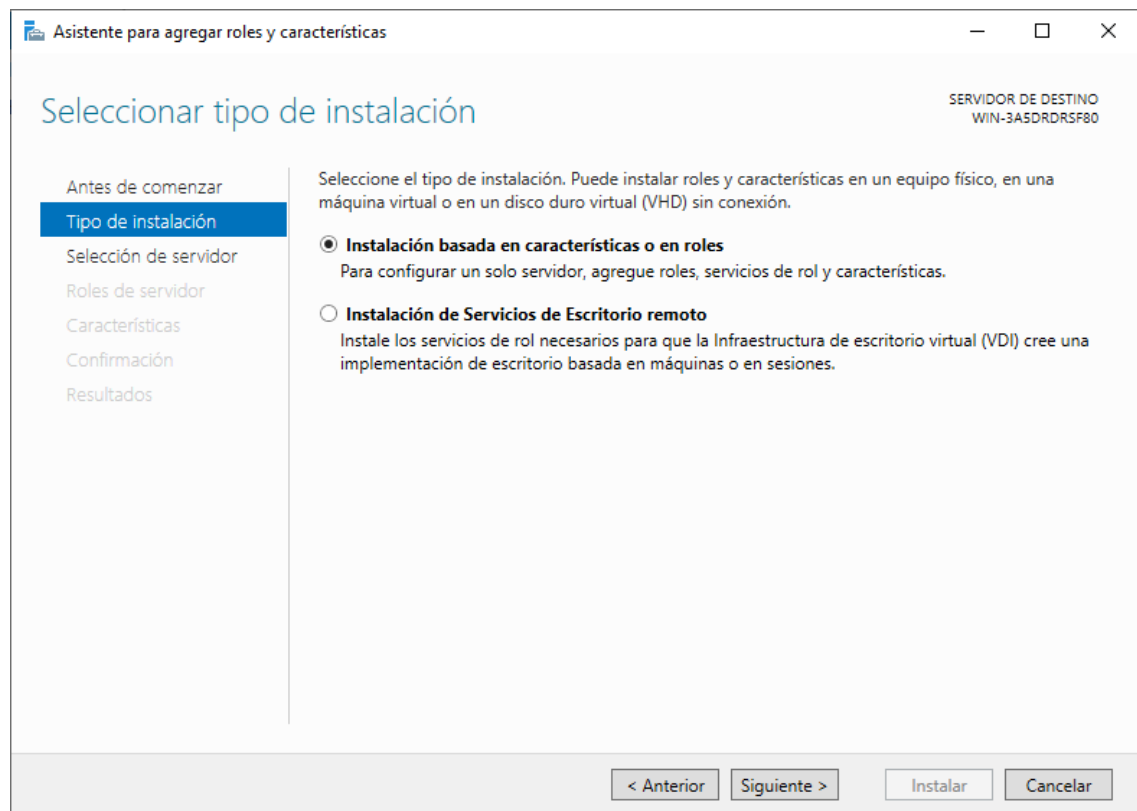 Asistente para agregar roles y características
Seleccionar tipo de instalación
SERVIDOR DE DESTINO
WIN-3A5DRDRSF80
Antes de comenzar
Tipo de instalación
Selección de servidor
Roles de servidor
Características
Confirmación
Resultados
Seleccione el tipo de instalación. Puede instalar roles y características en un equipo físico, en una
máquina virtual o en un disco duro virtual (VHD) sin conexión.
Instalación basada en características o en roles
Para configurar un solo servidor, agregue roles, servicios de rol y características.
Instalación de Servicios de Escritorio remoto
Instale los servicios de rol necesarios para que la Infraestructura de escritorio virtual (VDI) cree una
implementación de escritorio basada en máquinas o en sesiones.
< Anterior
Siguiente >
Instalar
Cancelar